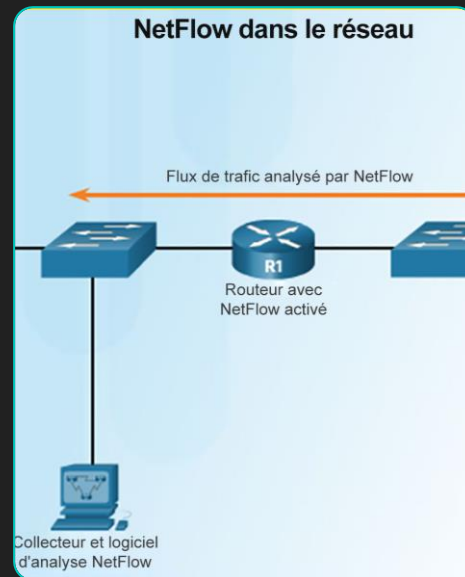 NetFlow dans le réseau
Flux de trafic analysé par NetFlow
R1
Routeur avec
NetFlow activé
Collecteur et logiciel
d'analyse NetFlow